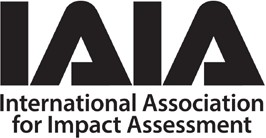 IAIA
International Association
for Impact Assessment